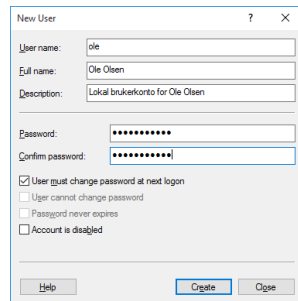 New User
User name: ole
Full name: Ole Olsen
Description: Lokal brukerkonto for Ole Olsen
Password: •••••••••••
Confirm password: •••••••••••
User must change password at next logon
User cannot change password
Password never expires
Account is disabled
Help Create Close